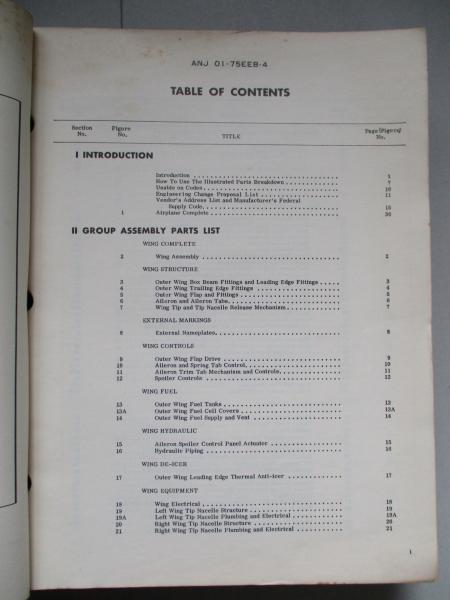 ANJ 01-75EEB-4
TABLE OF CONTENTS
Section No. Figure No. TITLE Page (Figure) No.
I INTRODUCTION
Introduction 1
How To Use The Illustrated Parts Breakdown 7
Usable on Codes 10
Engineering Change Proposal List 11
Vendor's Address List and Manufacturer's Federal
Supply Code 15
1 Airplane Complete 36
II GROUP ASSEMBLY PARTS LIST
WING COMPLETE
2 Wing Assembly 2
WING STRUCTURE
3 Outer Wing Box Beam Fittings and Leading Edge Fittings 3
4 Outer Wing Trailing Edge Fittings 4
5 Outer Wing Flap and Fittings 5
6 Aileron and Aileron Tabs 6
7 Wing Tip and Tip Nacelle Release Mechanism 7
EXTERNAL MARKINGS
8 External Nameplates 8
WING CONTROLS
9 Outer Wing Flap Drive 9
10 Aileron and Spring Tab Control 10
11 Aileron Trim Tab Mechanism and Controls 11
12 Spoiler Controls 12
WING FUEL
13 Outer Wing Fuel Tanks 13
13A Outer Wing Fuel Cell Covers 13A
14 Outer Wing Fuel Supply and Vent 14
WING HYDRAULIC
15 Aileron Spoiler Control Panel Actuator 15
16 Hydraulic Piping 16
WING DE-ICER
17 Outer Wing Leading Edge Thermal Anti-icer 17
WING EQUIPMENT
18 Wing Electrical 18
19 Left Wing Tip Nacelle Structure 19
19A Left Wing Tip Nacelle Plumbing and Electrical 19A
20 Right Wing Tip Nacelle Structure 20
21 Right Wing Tip Nacelle Plumbing and Electrical 21